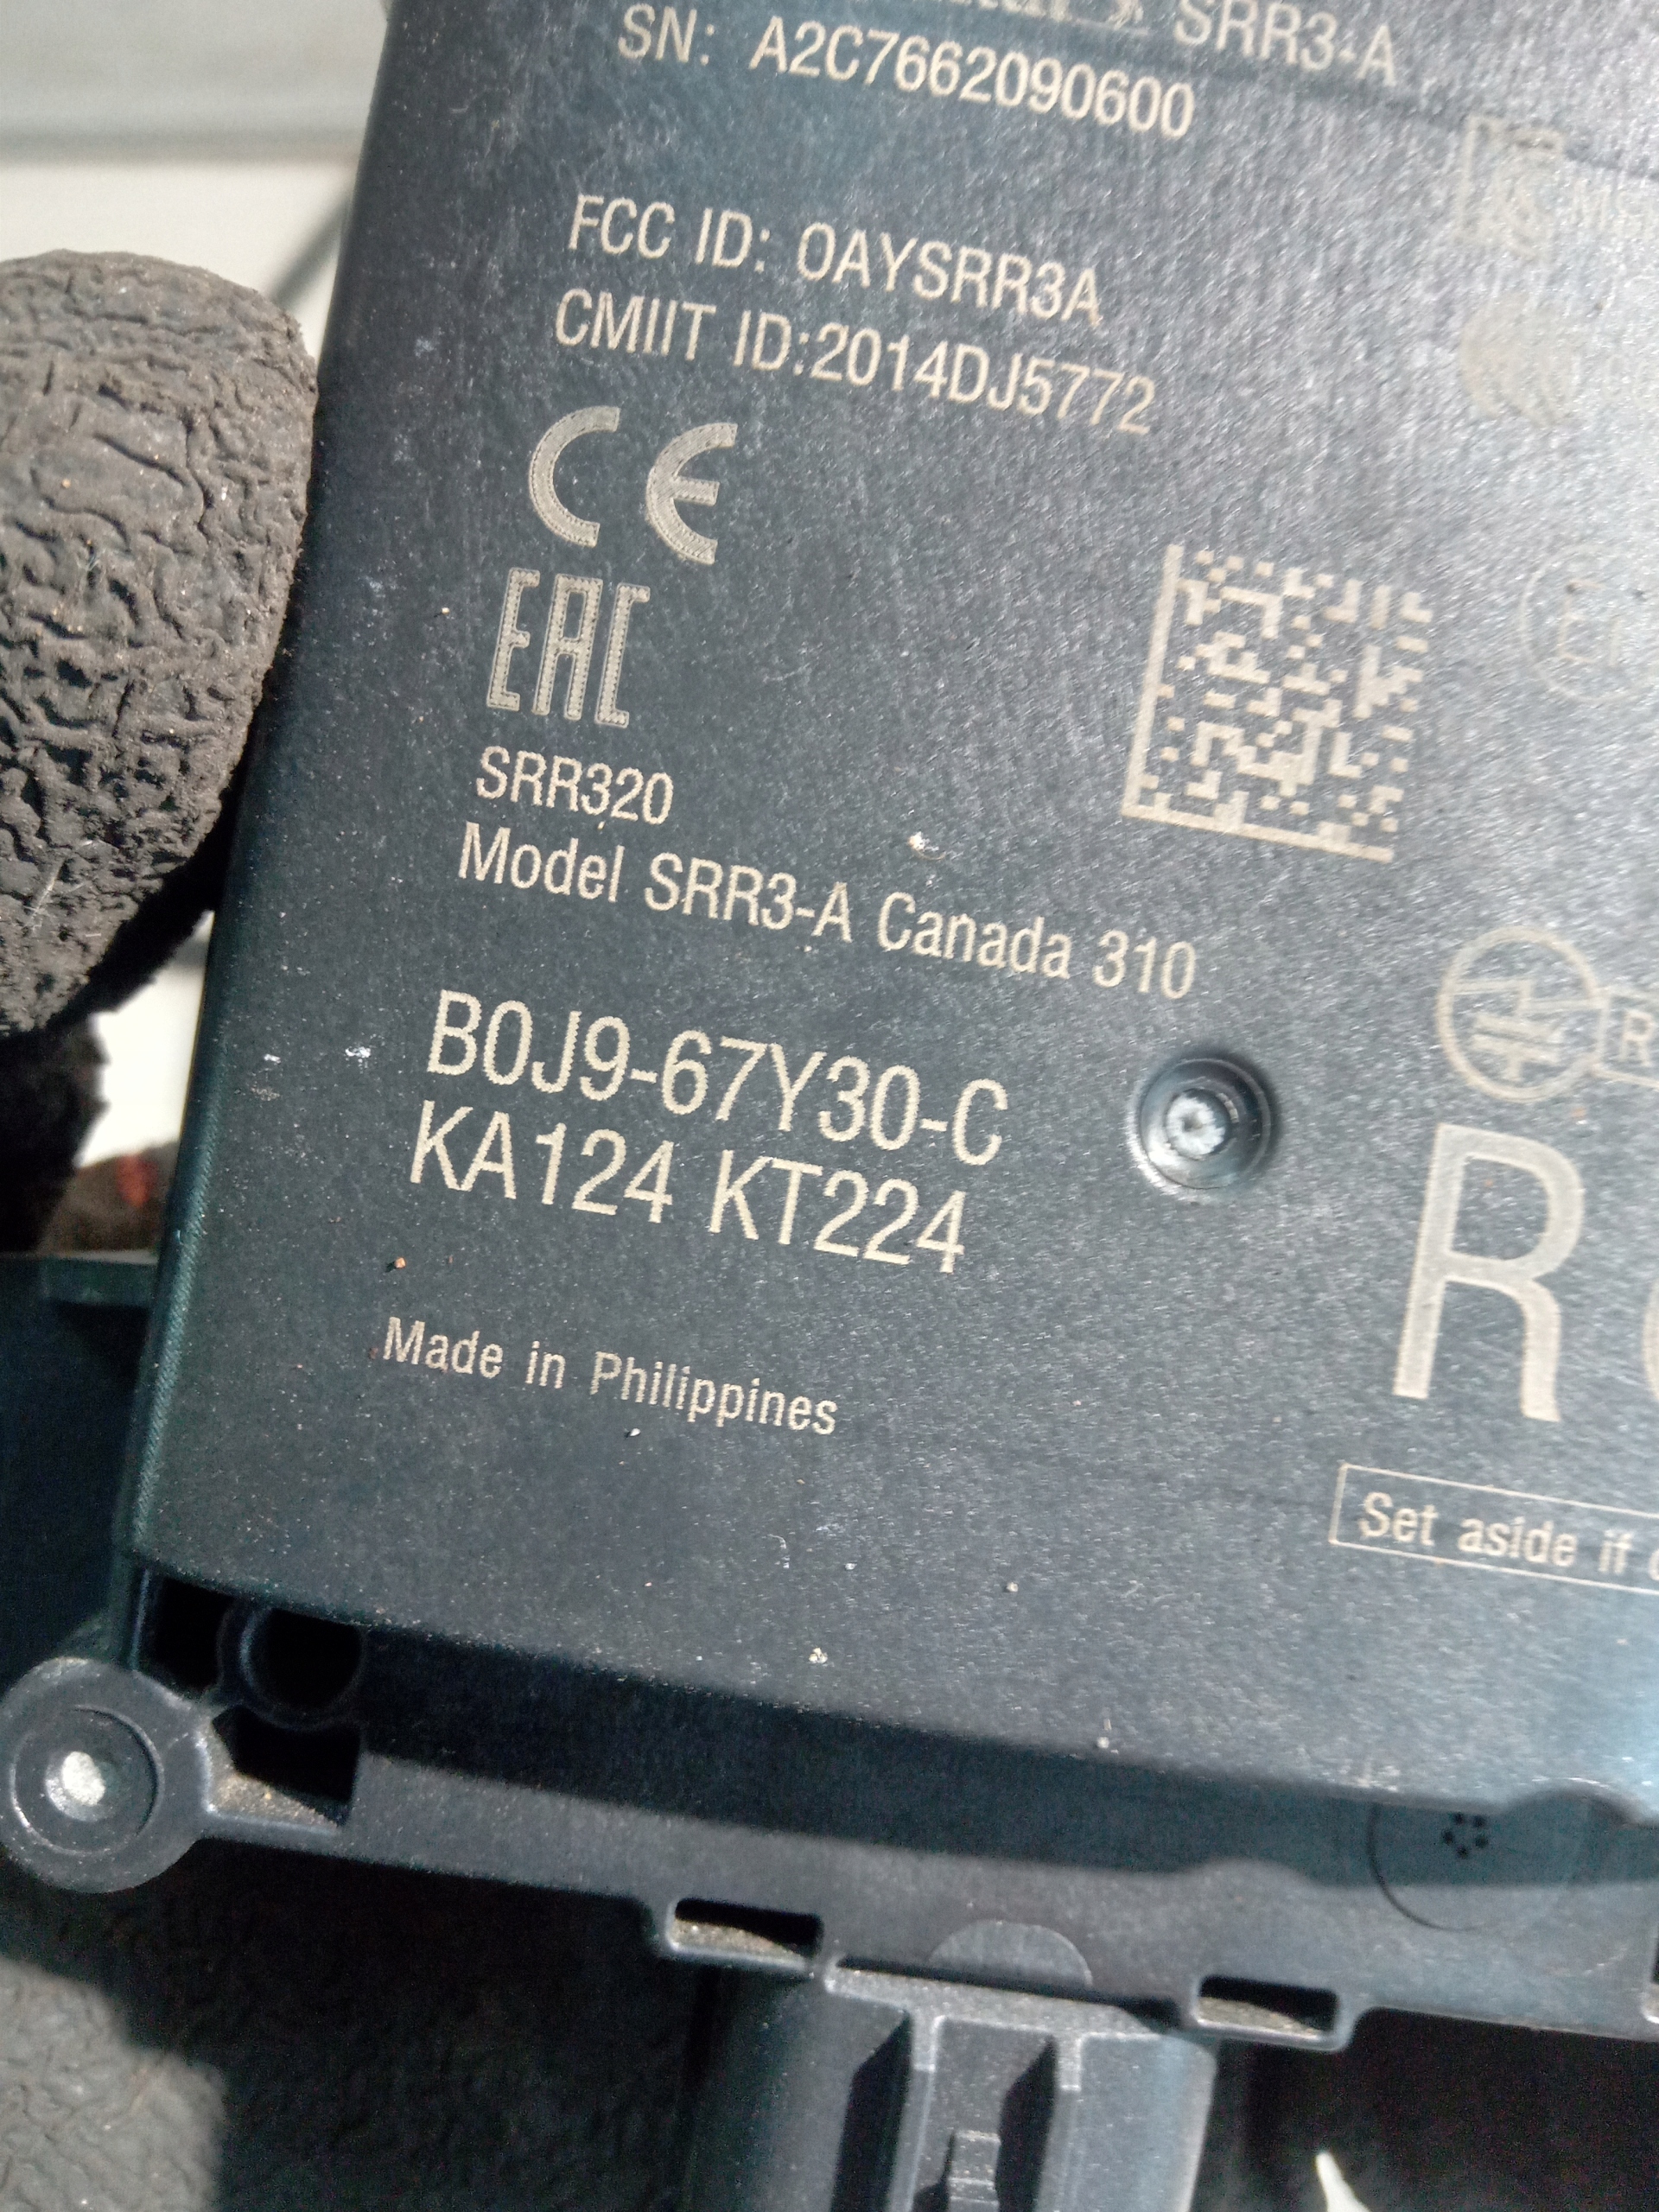 SRR3-A
SN: A2C7662090600
FCC ID: OAYSRR3A
CMIIT ID:2014DJ5772
CE
EAC
SRR320
Model SRR3-A Canada 310
B0J9-67Y30-C
KA124 KT224
R
R
Made in Philippines
Set aside if